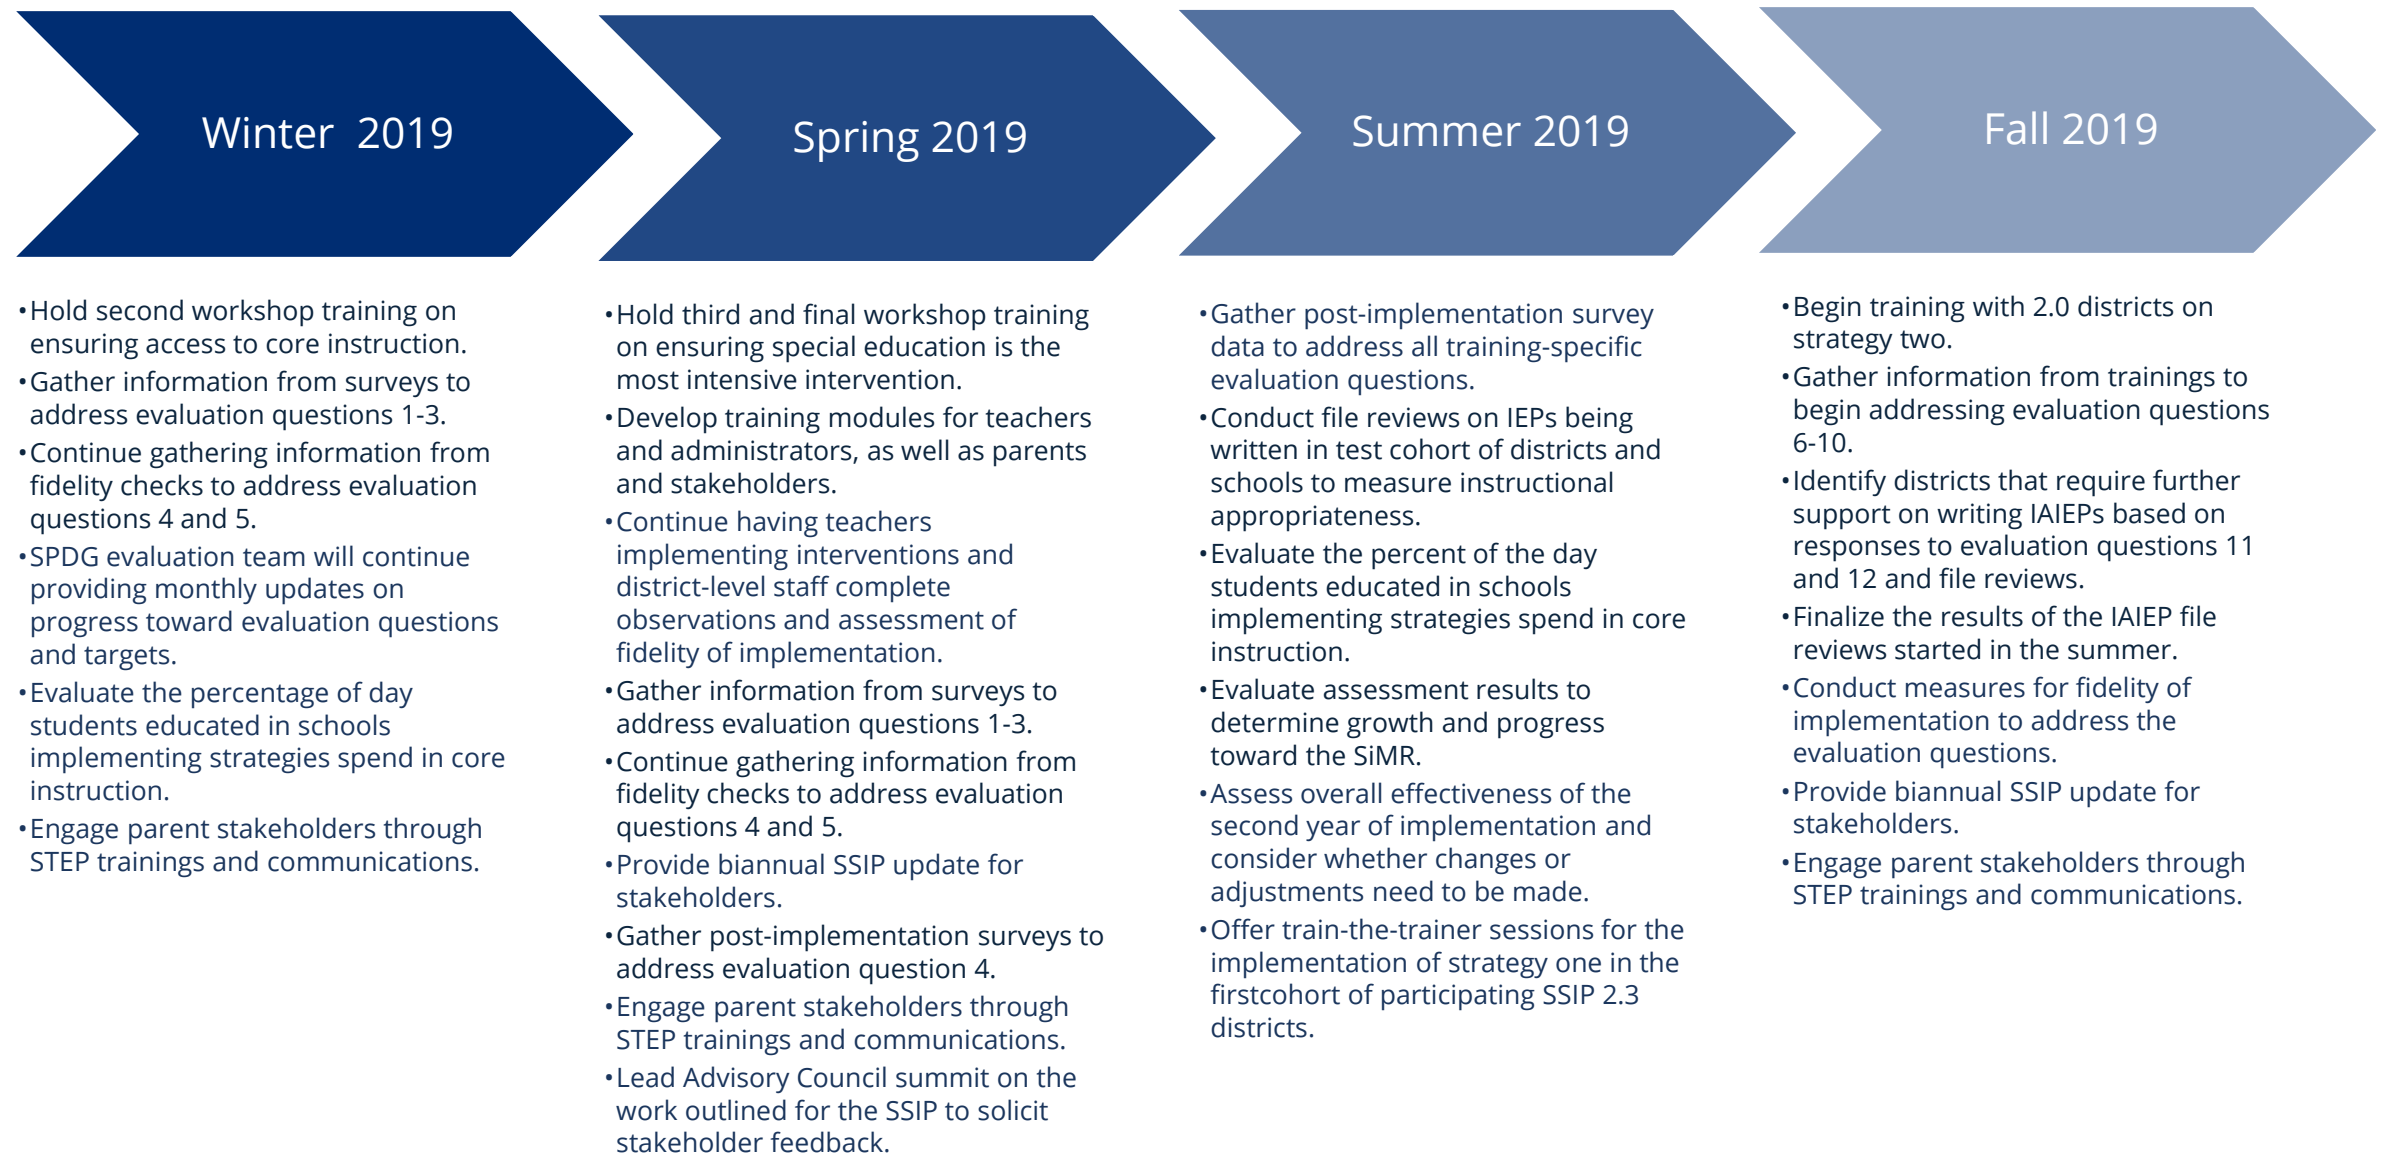 Winter  2019
•Hold second workshop training on
ensuring access to core instruction.
•Gather information from surveys to
address evaluation questions 1-3.
•Continue gathering information from
fidelity checks to address evaluation
questions 4 and 5.
•SPDG evaluation team will continue
providing monthly updates on
progress toward evaluation questions
and targets.
•Evaluate the percentage of day
students educated in schools
implementing strategies spend in core
instruction.
•Engage parent stakeholders through
STEP trainings and communications.
Spring 2019
•Hold third and final workshop training
on ensuring special education is the
most intensive intervention.
•Develop training modules for teachers
and administrators, as well as parents
and stakeholders.
•Continue having teachers
implementing interventions and
district-level staff complete
observations and assessment of
fidelity of implementation.
•Gather information from surveys to
address evaluation questions 1-3.
•Continue gathering information from
fidelity checks to address evaluation
questions 4 and 5.
•Provide biannual SSIP update for
stakeholders.
•Gather post-implementation surveys to
address evaluation question 4.
•Engage parent stakeholders through
STEP trainings and communications.
•Lead Advisory Council summit on the
work outlined for the SSIP to solicit
stakeholder feedback.
Summer 2019
•Gather post-implementation survey
data to address all training-specific
evaluation questions.
•Conduct file reviews on IEPs being
written in test cohort of districts and
schools to measure instructional
appropriateness.
•Evaluate the percent of the day
students educated in schools
implementing strategies spend in core
instruction.
•Evaluate assessment results to
determine growth and progress
toward the SiMR.
•Assess overall effectiveness of the
second year of implementation and
consider whether changes or
adjustments need to be made.
•Offer train-the-trainer sessions for the
implementation of strategy one in the
firstcohort of participating SSIP 2.3
districts.
Fall 2019
•Begin training with 2.0 districts on
strategy two.
•Gather information from trainings to
begin addressing evaluation questions
6-10.
•Identify districts that require further
support on writing IAIEPs based on
responses to evaluation questions 11
and 12 and file reviews.
•Finalize the results of the IAIEP file
reviews started in the summer.
•Conduct measures for fidelity of
implementation to address the
evaluation questions.
•Provide biannual SSIP update for
stakeholders.
•Engage parent stakeholders through
STEP trainings and communications.